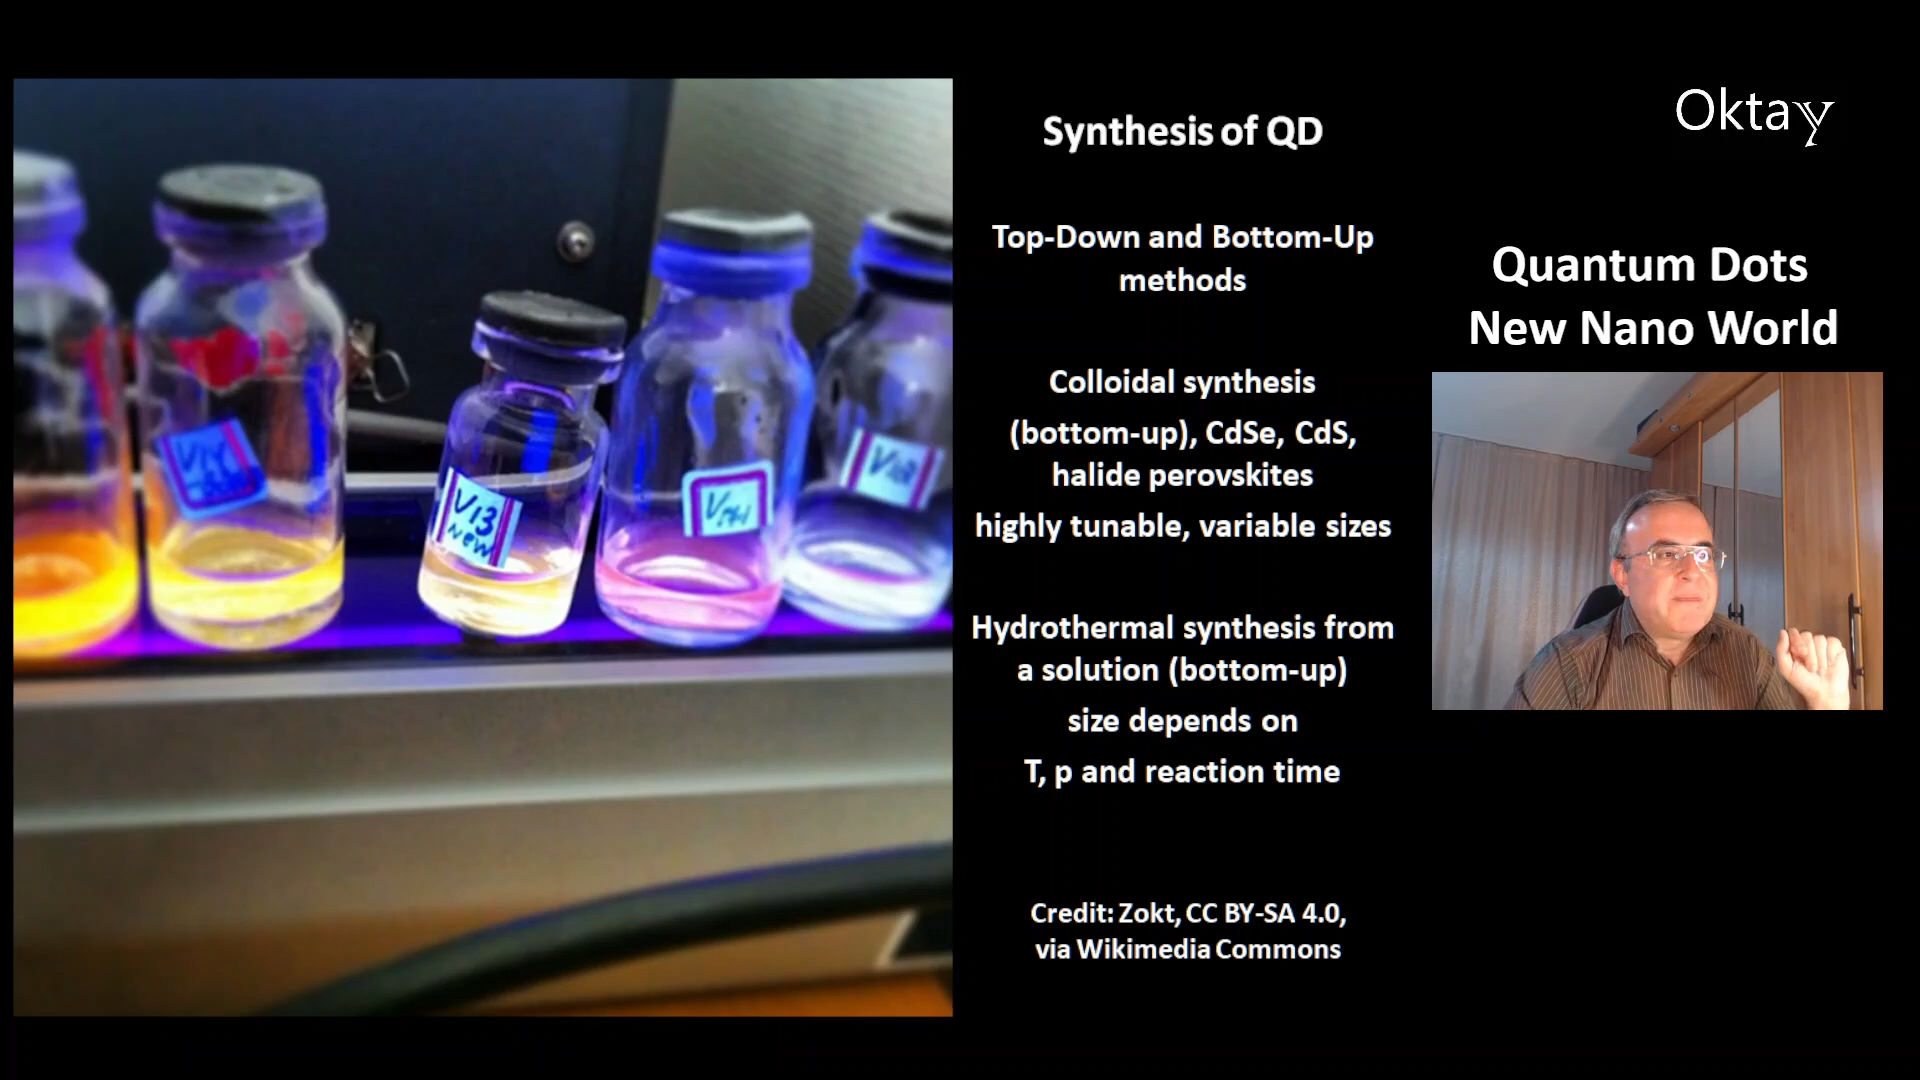 Oktay
Synthesis of QD
Top-Down and Bottom-Up
methods
Colloidal synthesis
(bottom-up), CdSe, CdS,
halide perovskites
highly tunable, variable sizes
Hydrothermal synthesis from
a solution (bottom-up)
size depends on
T, p and reaction time
Credit: Zokt, CC BY-SA 4.0,
via Wikimedia Commons
Quantum Dots
New Nano World
V13
New